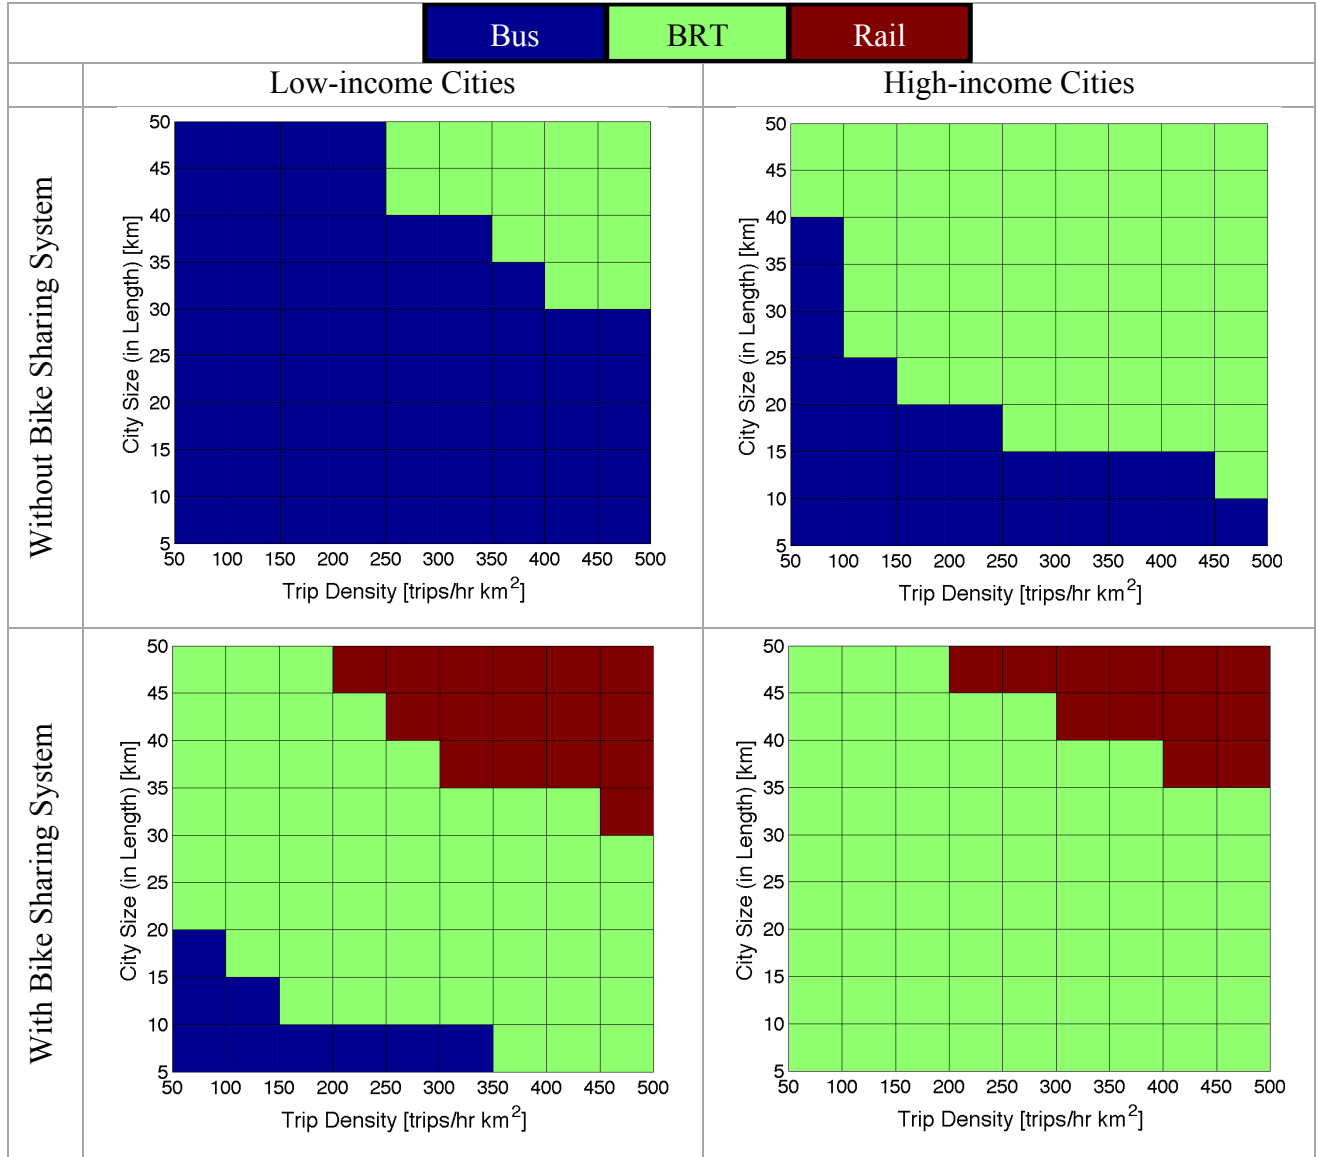 Bus BRT Rail
Low-income Cities High-income Cities
Without Bike Sharing System
50
45
40
35
30
25
20
15
10
5
City Size (in Length) [km]
50 100 150 200 250 300 350 400 450 500
Trip Density [trips/hr km²]
50
45
40
35
30
25
20
15
10
5
City Size (in Length) [km]
50 100 150 200 250 300 350 400 450 500
Trip Density [trips/hr km²]
With Bike Sharing System
50
45
40
35
30
25
20
15
10
5
City Size (in Length) [km]
50 100 150 200 250 300 350 400 450 500
Trip Density [trips/hr km²]
50
45
40
35
30
25
20
15
10
5
City Size (in Length) [km]
50 100 150 200 250 300 350 400 450 500
Trip Density [trips/hr km²]